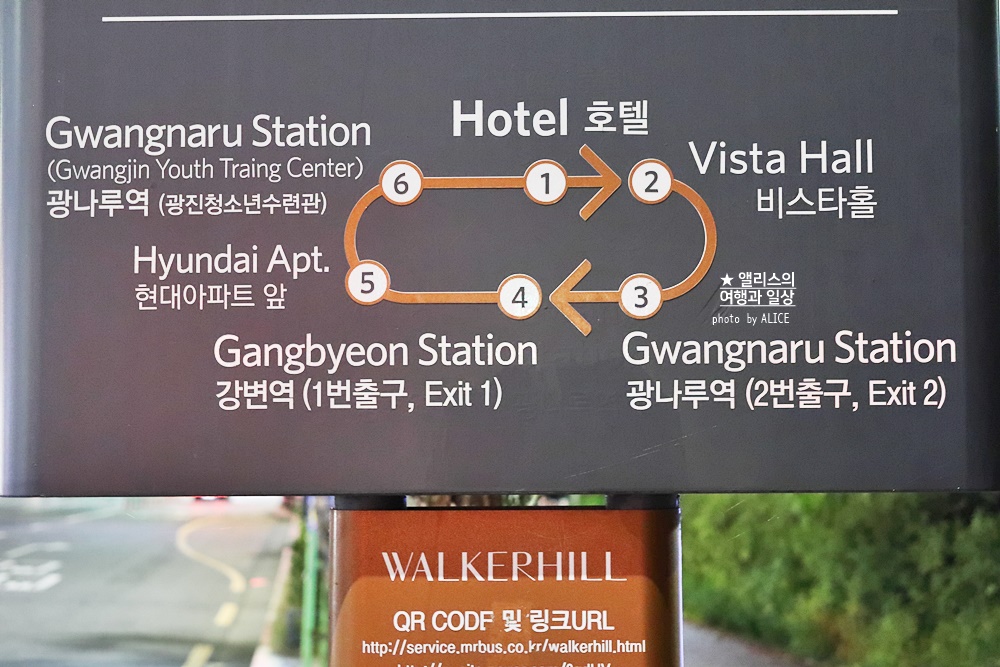 Hotel 호텔
Gwangnaru Station
(Gwangjin Youth Traing Center)
광나루역 (광진청소년수련관)
6
1
2
Vista Hall
비스타홀
Hyundai Apt.
현대아파트 앞
5
4
3
★ 앨리스의
여행과 일상
photo by ALICE
Gangbyeon Station
강변역 (1번출구, Exit 1)
Gwangnaru Station
광나루역 (2번출구, Exit 2)
WALKERHILL
QR CODF 및 링크URL
http://service.mrbus.co.kr/walkerhill.html